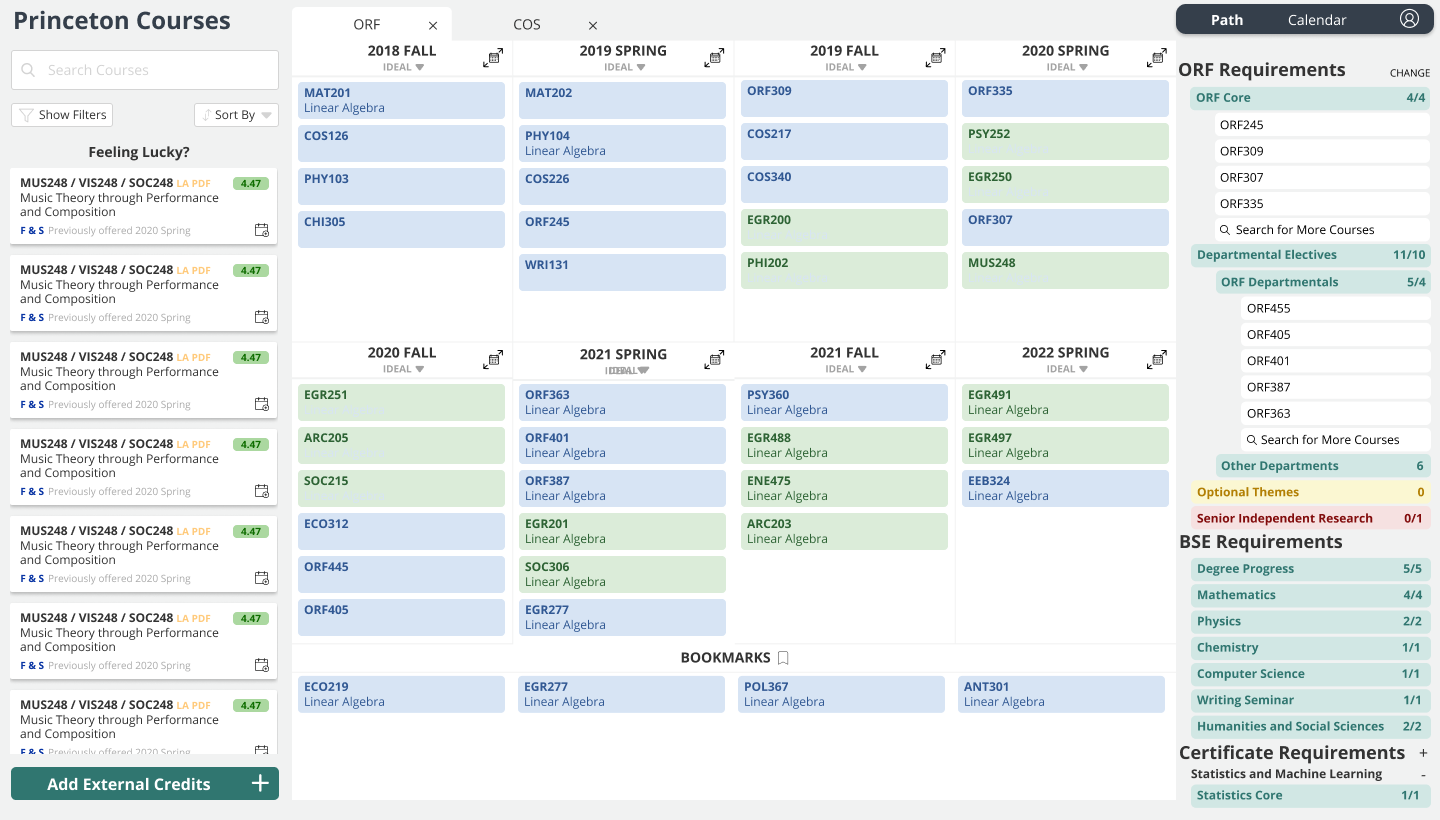 Princeton Courses
Search Courses
Show Filters
Sort By
Feeling Lucky?
MUS248 / VIS248 / SOC248 LA PDF 4.47
Music Theory through Performance
and Composition
F & S Previously offered 2020 Spring
MUS248 / VIS248 / SOC248 LA PDF 4.47
Music Theory through Performance
and Composition
F & S Previously offered 2020 Spring
MUS248 / VIS248 / SOC248 LA PDF 4.47
Music Theory through Performance
and Composition
F & S Previously offered 2020 Spring
MUS248 / VIS248 / SOC248 LA PDF 4.47
Music Theory through Performance
and Composition
F & S Previously offered 2020 Spring
MUS248 / VIS248 / SOC248 LA PDF 4.47
Music Theory through Performance
and Composition
F & S Previously offered 2020 Spring
MUS248 / VIS248 / SOC248 LA PDF 4.47
Music Theory through Performance
and Composition
F & S Previously offered 2020 Spring
MUS248 / VIS248 / SOC248 LA PDF 4.47
Music Theory through Performance
and Composition
F & S Previously offered 2020 Spring
Add External Credits +
ORF ×
COS ×
2018 FALL
IDEAL
MAT201
Linear Algebra
COS126
PHY103
CHI305
2019 SPRING
IDEAL
MAT202
PHY104
Linear Algebra
COS226
ORF245
WRI131
2019 FALL
IDEAL
ORF309
COS217
COS340
EGR200
PHI202
2020 SPRING
IDEAL
ORF335
PSY252
EGR250
ORF307
MUS248
2020 FALL
IDEAL
EGR251
ARC205
SOC215
ECO312
ORF445
ORF405
2021 SPRING
IDEAL
ORF363
Linear Algebra
ORF401
Linear Algebra
ORF387
Linear Algebra
EGR201
Linear Algebra
SOC306
Linear Algebra
EGR277
Linear Algebra
2021 FALL
IDEAL
PSY360
Linear Algebra
EGR488
Linear Algebra
ENE475
Linear Algebra
ARC203
Linear Algebra
2022 SPRING
IDEAL
EGR491
Linear Algebra
EGR497
Linear Algebra
EEB324
Linear Algebra
BOOKMARKS
ECO219
Linear Algebra
EGR277
Linear Algebra
POL367
Linear Algebra
ANT301
Linear Algebra
Path
Calendar
ORF Requirements CHANGE
ORF Core 4/4
ORF245
ORF309
ORF307
ORF335
Search for More Courses
Departmental Electives 11/10
ORF Departmentals 5/4
ORF455
ORF405
ORF401
ORF387
ORF363
Search for More Courses
Other Departments 6
Optional Themes 0
Senior Independent Research 0/1
BSE Requirements
Degree Progress 5/5
Mathematics 4/4
Physics 2/2
Chemistry 1/1
Computer Science 1/1
Writing Seminar 1/1
Humanities and Social Sciences 2/2
Certificate Requirements +
Statistics and Machine Learning -
Statistics Core 1/1